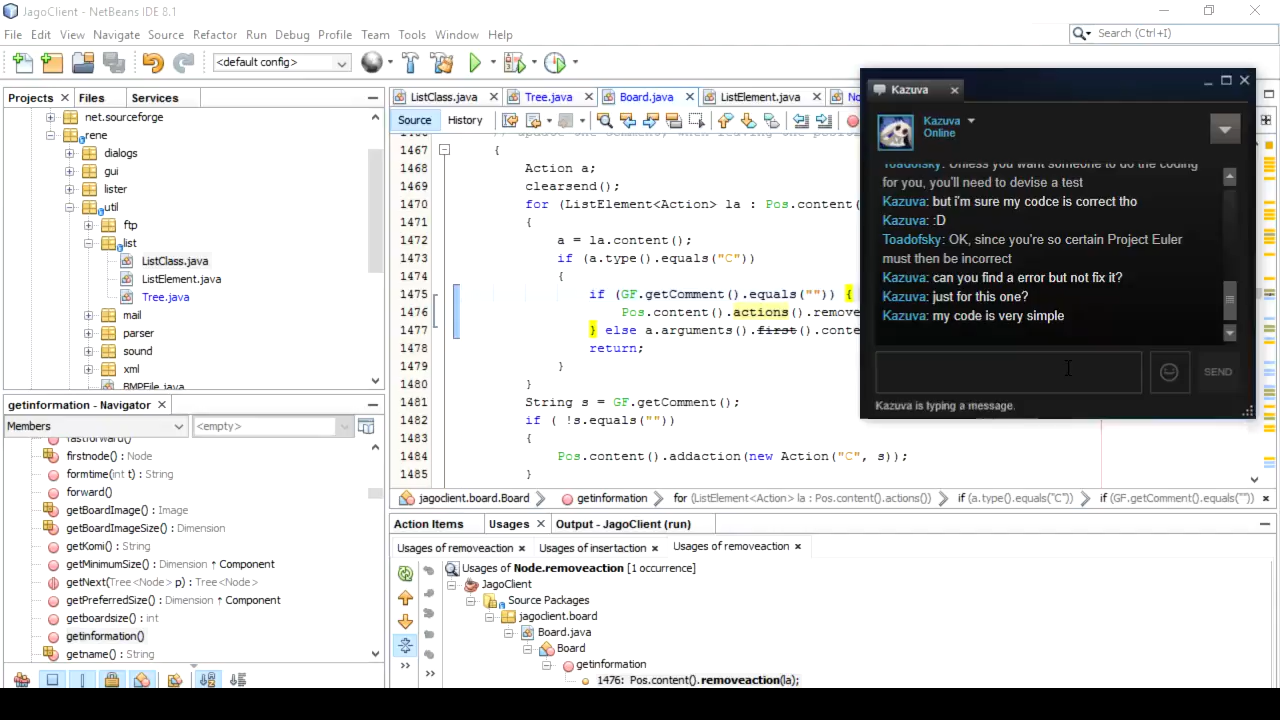 JagoClient - NetBeans IDE 8.1
File Edit View Navigate Source Refactor Run Debug Profile Team Tools Window Help
Search (Ctrl+I)
<default config>
Projects Files Services
net.sourceforge
rene
dialogs
gui
lister
util
ftp
list
ListClass.java
ListElement.java
Tree.java
mail
parser
sound
xml
BMPFile.java
getinformation - Navigator
Members
<empty>
fastforward()
firstnode() : Node
formtime(int t) : String
forward()
getBoardImage() : Image
getBoardImageSize() : Dimension
getKomi() : String
getMinimumSize() : Dimension ↑ Component
getNext(Tree<Node> p) : Tree<Node>
getPreferredSize() : Dimension ↑ Component
getboardsize() : int
getinformation()
getname() : String
ListClass.java Tree.java Board.java ListElement.java
Source History
1467 {
1468 Action a;
1469 clearsend();
1470 for (ListElement<Action> la : Pos.content(
1471 {
1472 a = la.content();
1473 if (a.type().equals("C"))
1474 {
1475 if (GF.getComment().equals("")) {
1476 Pos.content().actions().remove
1477 } else a.arguments().first().conte
1478 return;
1479 }
1480 }
1481 String s = GF.getComment();
1482 if ( !s.equals(""))
1483 {
1484 Pos.content().addaction(new Action("C", s));
1485 }
jagoclient.board.Board getinformation for (ListElement<Action> la : Pos.content().actions()) if (a.type().equals("C")) if (GF.getComment().equals(""))
Action Items Usages Output - JagoClient (run)
Usages of removeaction Usages of insertaction Usages of removeaction
Usages of Node.removeaction [1 occurrence]
JagoClient
Source Packages
jagoclient.board
Board.java
Board
getinformation
1476: Pos.content().removeaction(la);
Kazuva
Kazuva
Online
Toadofsky: Unless you want someone to do the coding
for you, you'll need to devise a test
Kazuva: but i'm sure my codce is correct tho
Kazuva: :D
Toadofsky: OK, since you're so certain Project Euler
must then be incorrect
Kazuva: can you find a error but not fix it?
Kazuva: just for this one?
Kazuva: my code is very simple
SEND
Kazuva is typing a message.